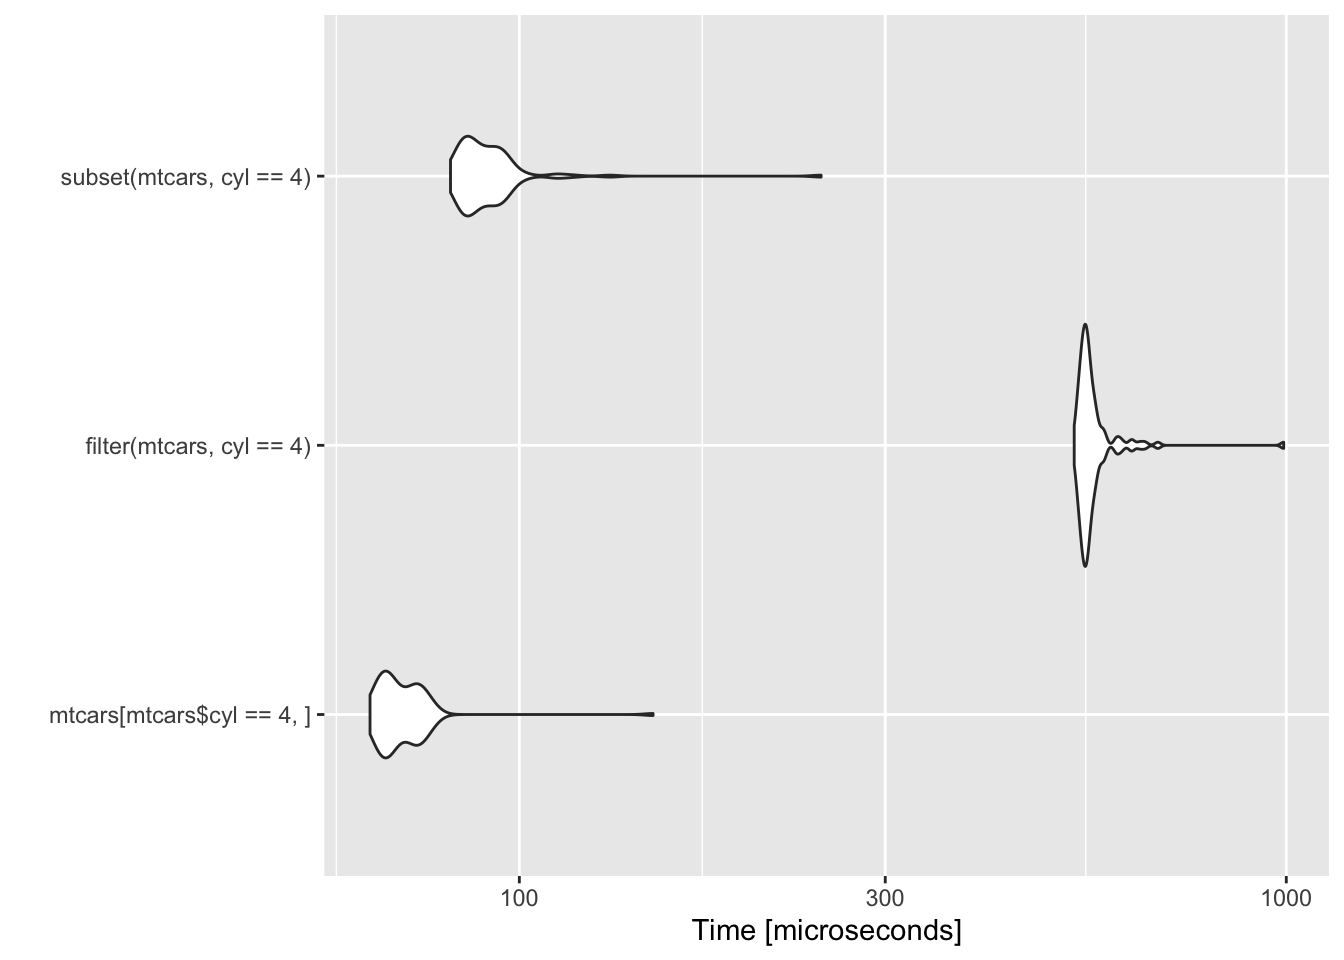 subset(mtcars, cyl == 4)
filter(mtcars, cyl == 4)
mtcars[mtcars$cyl == 4, ]
100 300 1000
Time [microseconds]